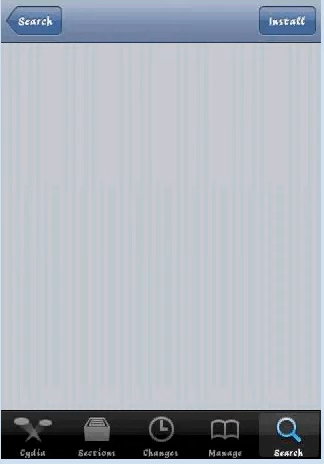 Search
Install
Cydia
Sections
Changes
Manage
Search